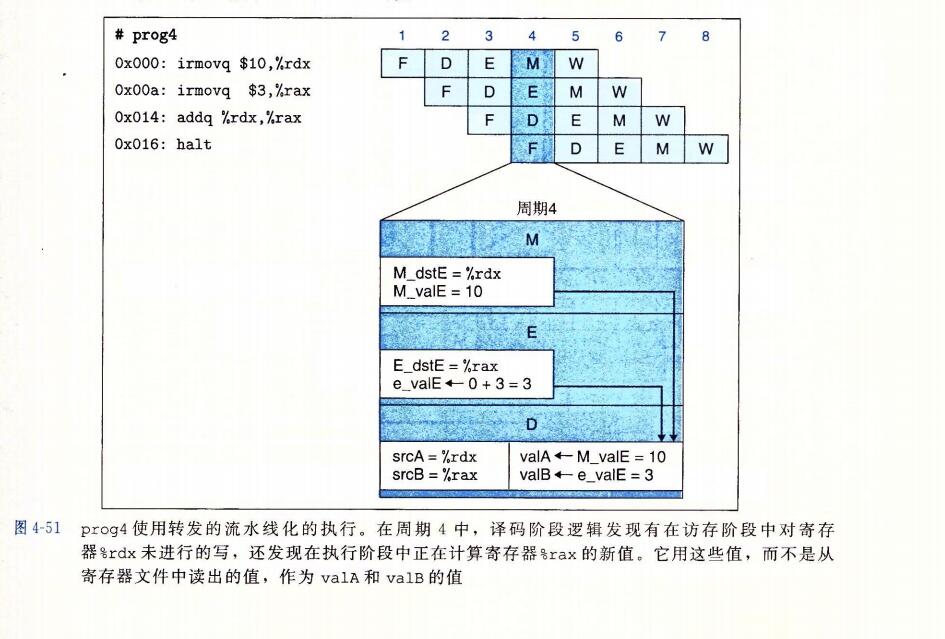 # prog4
1 2 3 4 5 6 7 8
0x000: irmovq $10,%rdx F D E M W
0x00a: irmovq $3,%rax F D E M W
0x014: addq %rdx,%rax F D E M W
0x016: halt F D E M W
周期4
M
M_dstE = %rdx
M_valE = 10
E
E_dstE = %rax
e_valE ← 0 + 3 = 3
D
srcA = %rdx valA ← M_valE = 10
srcB = %rax valB ← e_valE = 3
图 4-51 prog4 使用转发的流水线化的执行。在周期 4 中，译码阶段逻辑发现有在访存阶段中对寄存
器%rdx 未进行的写，还发现在执行阶段中正在计算寄存器%rax 的新值。它用这些值，而不是从
寄存器文件中读出的值，作为 valA 和 valB 的值